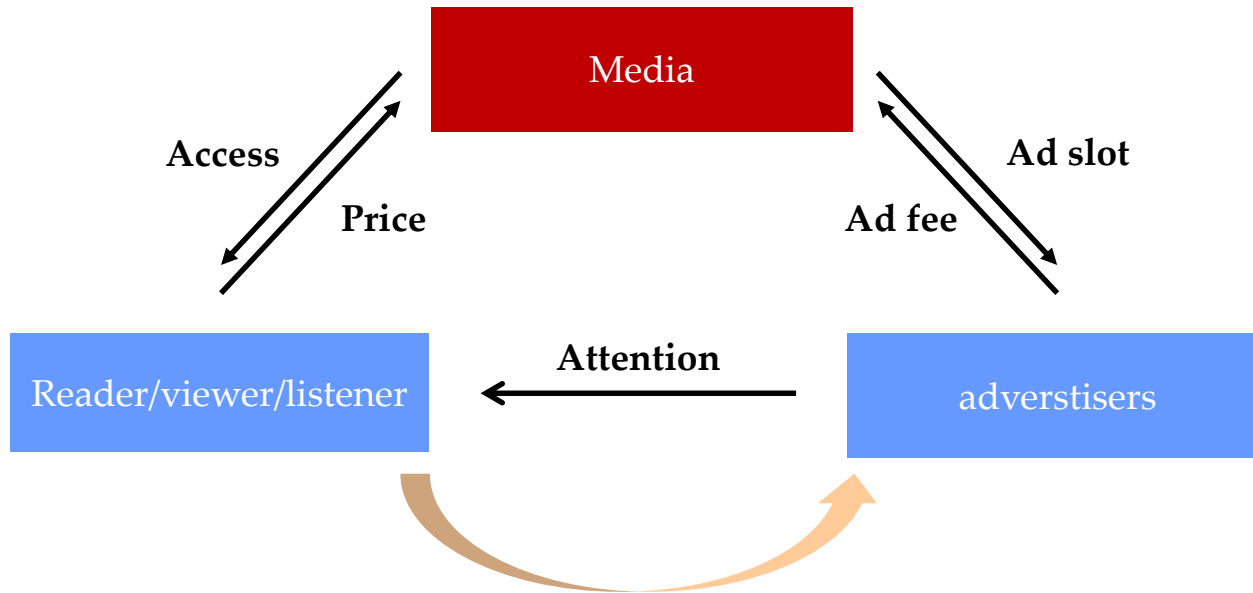 Media
Access
Ad slot
Price
Ad fee
Attention
Reader/viewer/listener
adverstisers